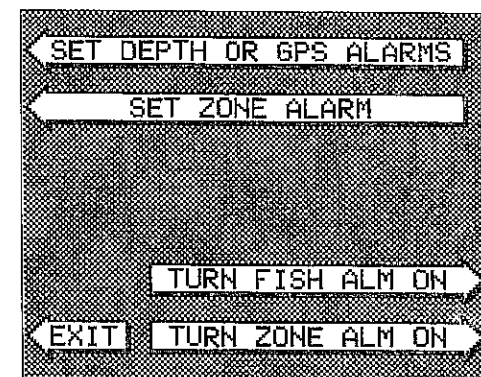 SET DEPTH OR GPS ALARMS
SET ZONE ALARM
TURN FISH ALM ON
EXIT TURN ZONE ALM ON